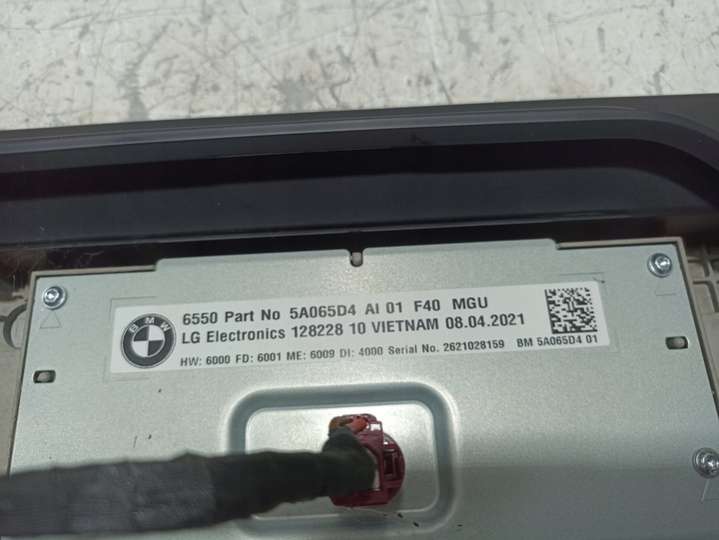 BMW
6550 Part No 5A065D4 AI 01 F40 MGU
LG Electronics 128228 10 VIETNAM 08.04.2021
HW: 6000 FD: 6001 ME: 6009 DI: 4000 Serial No. 2621028159 BM 5A065D4 01